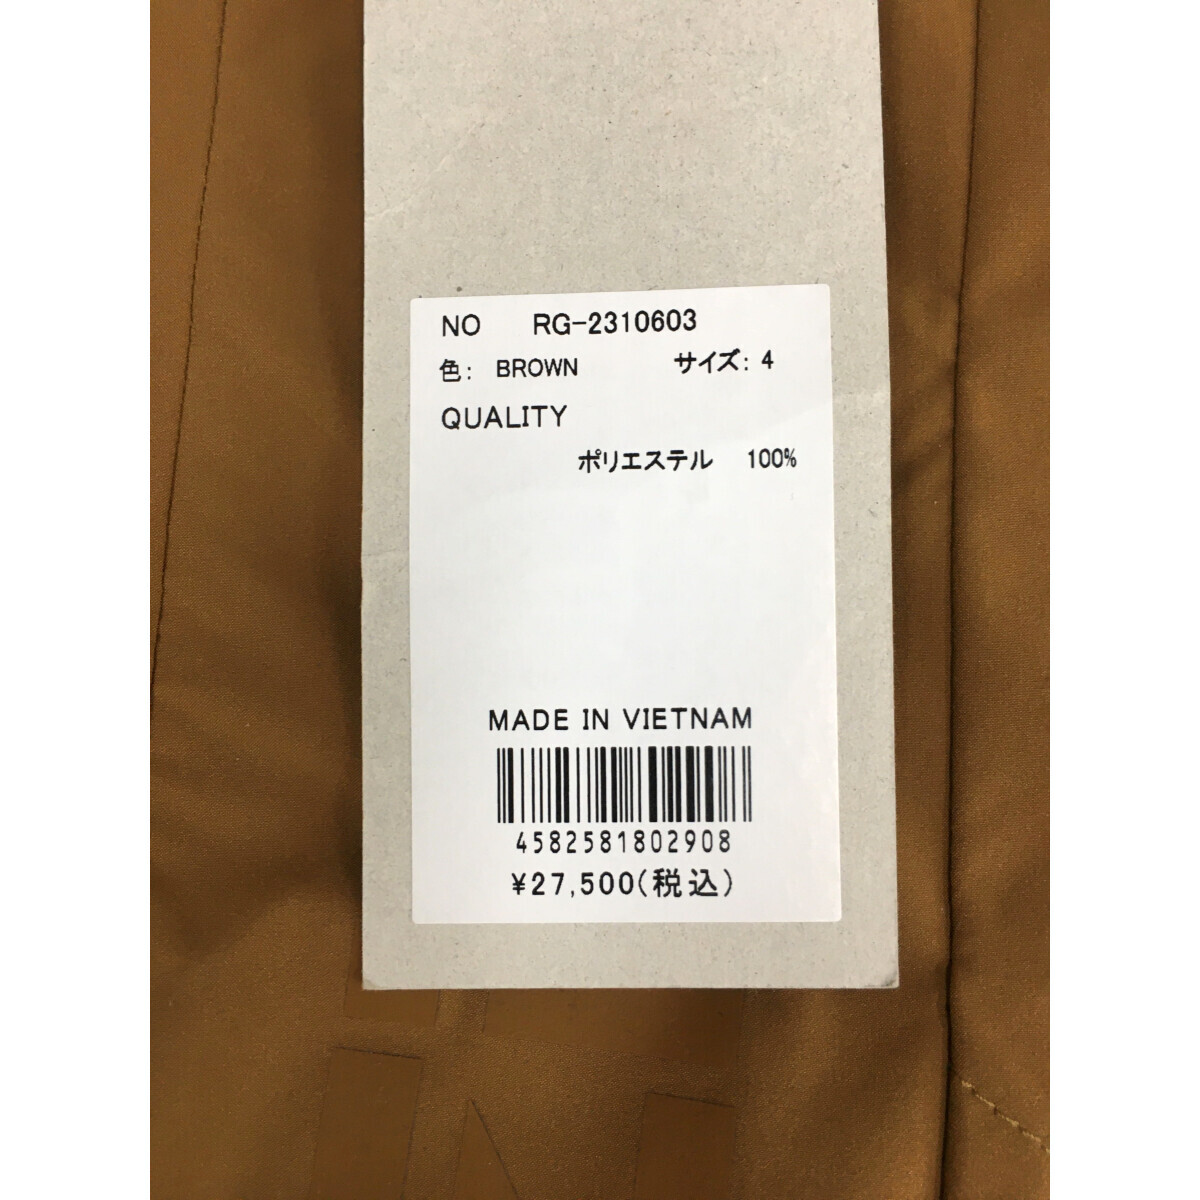 NO RG-2310603
色: BROWN サイズ: 4
QUALITY
ポリエステル 100%
MADE IN VIETNAM
4582581802908
¥27,500(税込)